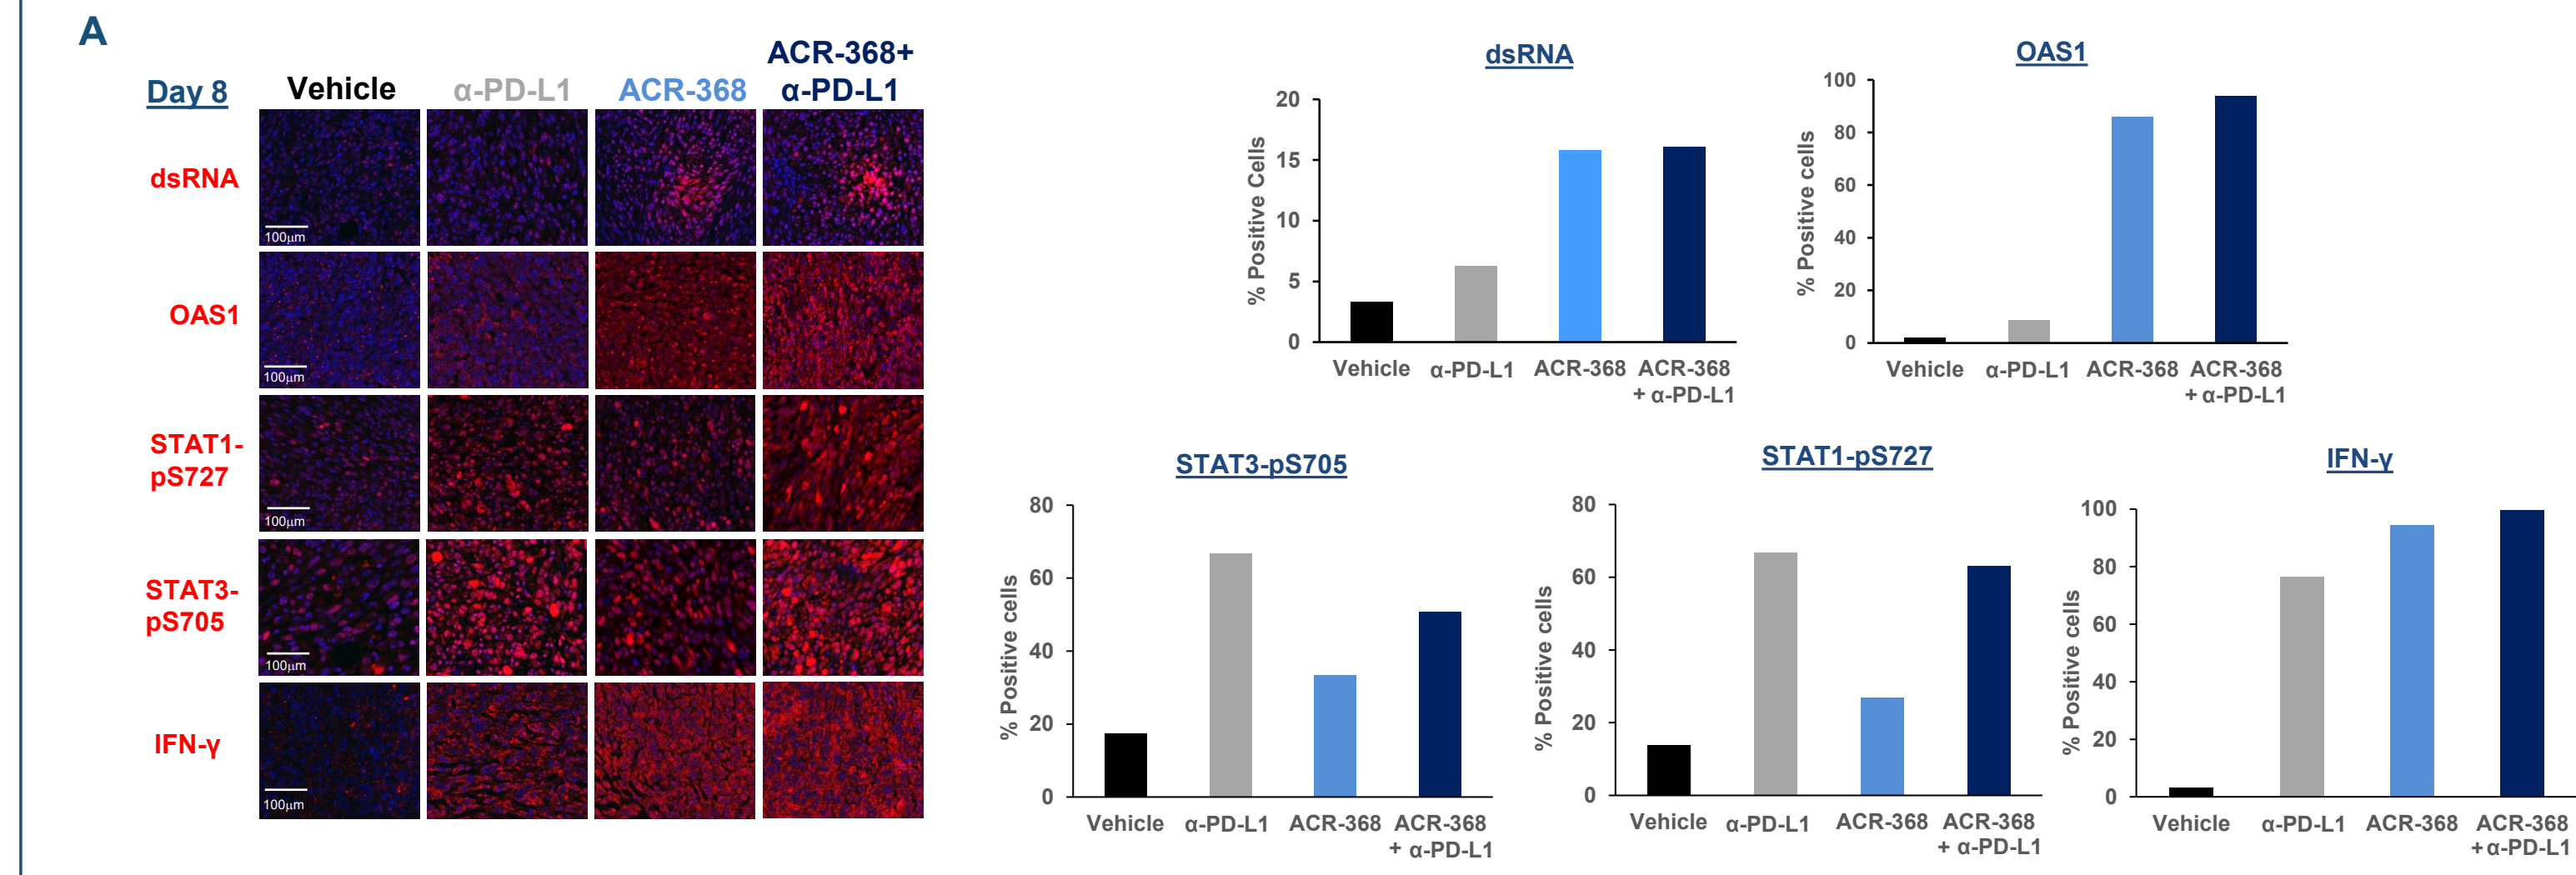 A
Day 8
Vehicle
α-PD-L1
ACR-368
ACR-368+
α-PD-L1
dsRNA
100µm
OAS1
100µm
STAT1-
pS727
100µm
STAT3-
pS705
100µm
IFN-γ
100µm
dsRNA
% Positive Cells
20
15
10
5
0
Vehicle
α-PD-L1
ACR-368
ACR-368
+ α-PD-L1
OAS1
% Positive cells
100
80
60
40
20
0
Vehicle
α-PD-L1
ACR-368
ACR-368
+ α-PD-L1
STAT3-pS705
% Positive cells
80
60
40
20
0
Vehicle
α-PD-L1
ACR-368
ACR-368
+ α-PD-L1
STAT1-pS727
% Positive cells
80
60
40
20
0
Vehicle
α-PD-L1
ACR-368
ACR-368
+ α-PD-L1
IFN-γ
% Positive cells
100
80
60
40
20
0
Vehicle
α-PD-L1
ACR-368
ACR-368
+ α-PD-L1